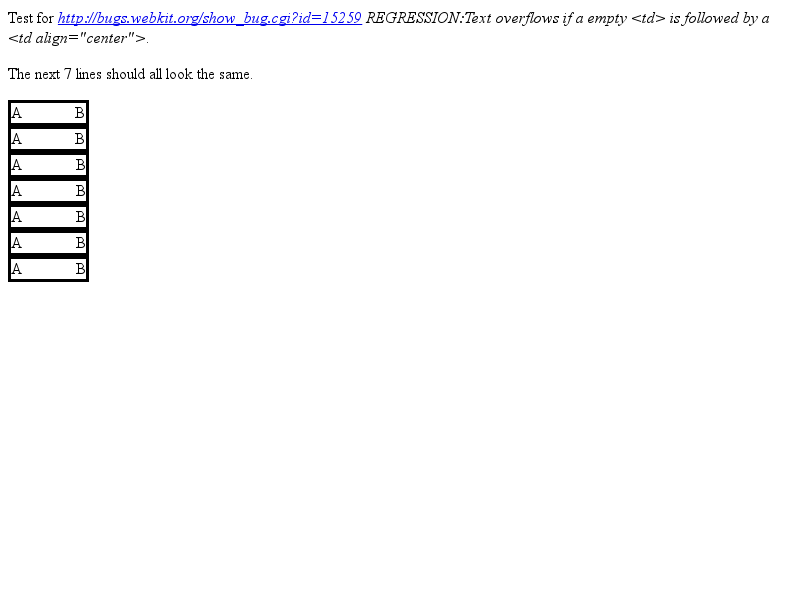 Test for http://bugs.webkit.org/show_bug.cgi?id=15259 REGRESSION:Text overflows if a empty <td> is followed by a
<td align="center">.
The next 7 lines should all look the same.
A B
A B
A B
A B
A B
A B
A B